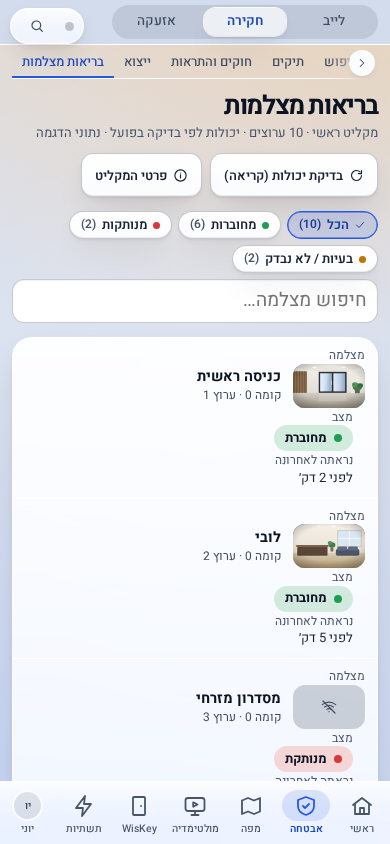 לייב
חקירה
אזעקה
תיקים
חוקים והתראות
ייצוא
בריאות מצלמות
בריאות מצלמות
מקליט ראשי · 10 ערוצים · יכולות לפי בדיקה בפועל · נתוני הדגמה
בדיקת יכולות (קריאה)
פרטי המקליט
הכל (10)
מחוברות (6)
מנותקות (2)
בעיות / לא נבדק (2)
חיפוש מצלמה...
מצלמה
כניסה ראשית
קומה 0 · ערוץ 1
מצב
מחוברת
נראתה לאחרונה
לפני 2 דק׳
מצלמה
לובי
קומה 0 · ערוץ 2
מצב
מחוברת
נראתה לאחרונה
לפני 5 דק׳
מצלמה
מסדרון מזרחי
קומה 0 · ערוץ 3
מצב
מנותקת
נראתה לאחרונה
ראשי
אבטחה
מפה
מולטימדיה
WisKey
תשתיות
יו
יוני